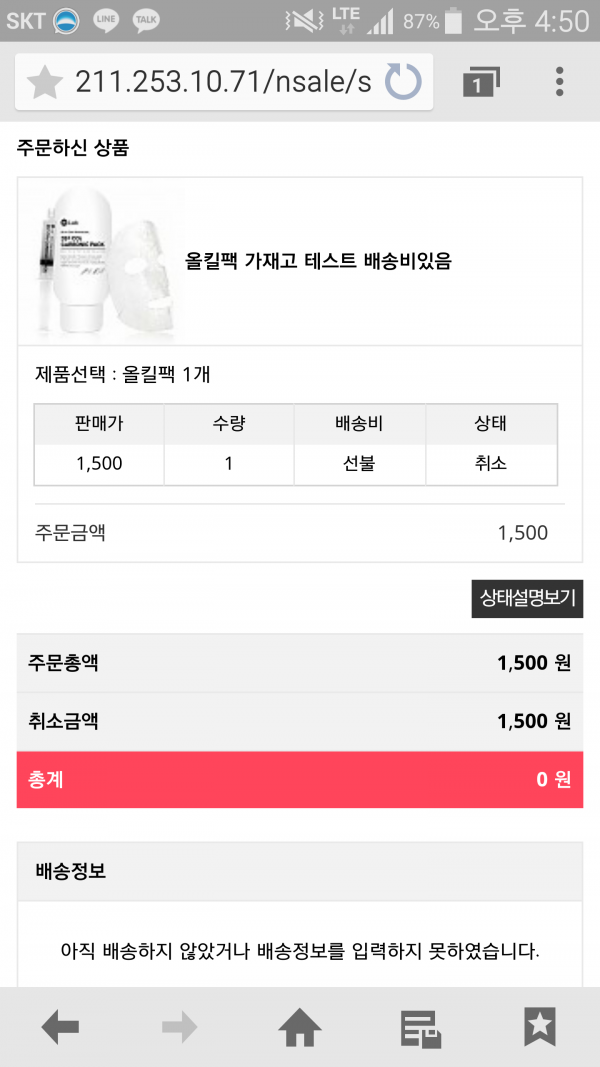 SKT LINE TALK LTE 87% 오후 4:50
211.253.10.71/nsale/s 1
주문하신 상품
CARBONIC PACK
올킬팩 가재고 테스트 배송비있음
제품선택 : 올킬팩 1개
판매가 수량 배송비 상태
1,500 1 선불 취소
주문금액 1,500
상태설명보기
주문총액 1,500 원
취소금액 1,500 원
총계 0 원
배송정보
아직 배송하지 않았거나 배송정보를 입력하지 못하였습니다.